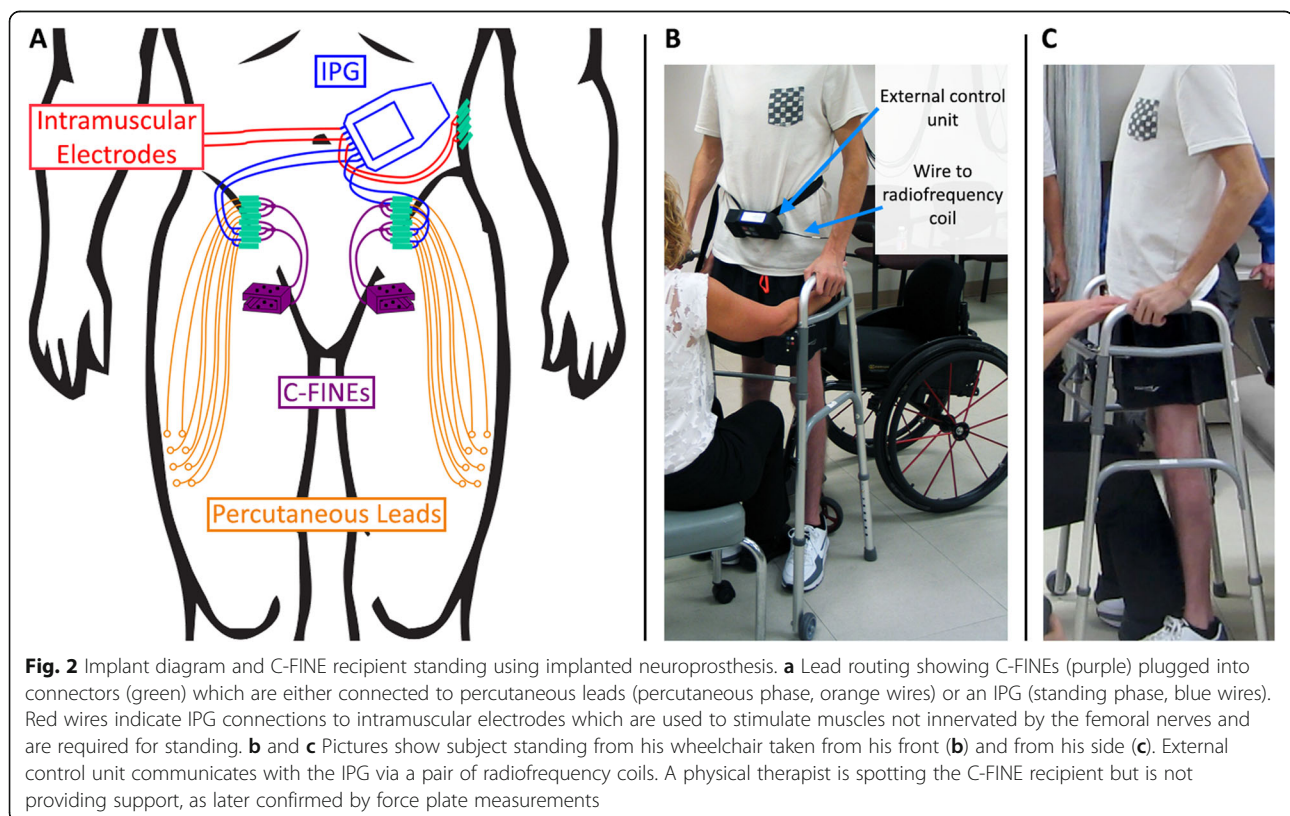 A
IPG
Intramuscular
Electrodes
C-FINEs
Percutaneous Leads
B
External control
unit
Wire to
radiofrequency
coil
C
Fig. 2 Implant diagram and C-FINE recipient standing using implanted neuroprosthesis. a Lead routing showing C-FINEs (purple) plugged into
connectors (green) which are either connected to percutaneous leads (percutaneous phase, orange wires) or an IPG (standing phase, blue wires).
Red wires indicate IPG connections to intramuscular electrodes which are used to stimulate muscles not innervated by the femoral nerves and
are required for standing. b and c Pictures show subject standing from his wheelchair taken from his front (b) and from his side (c). External
control unit communicates with the IPG via a pair of radiofrequency coils. A physical therapist is spotting the C-FINE recipient but is not
providing support, as later confirmed by force plate measurements